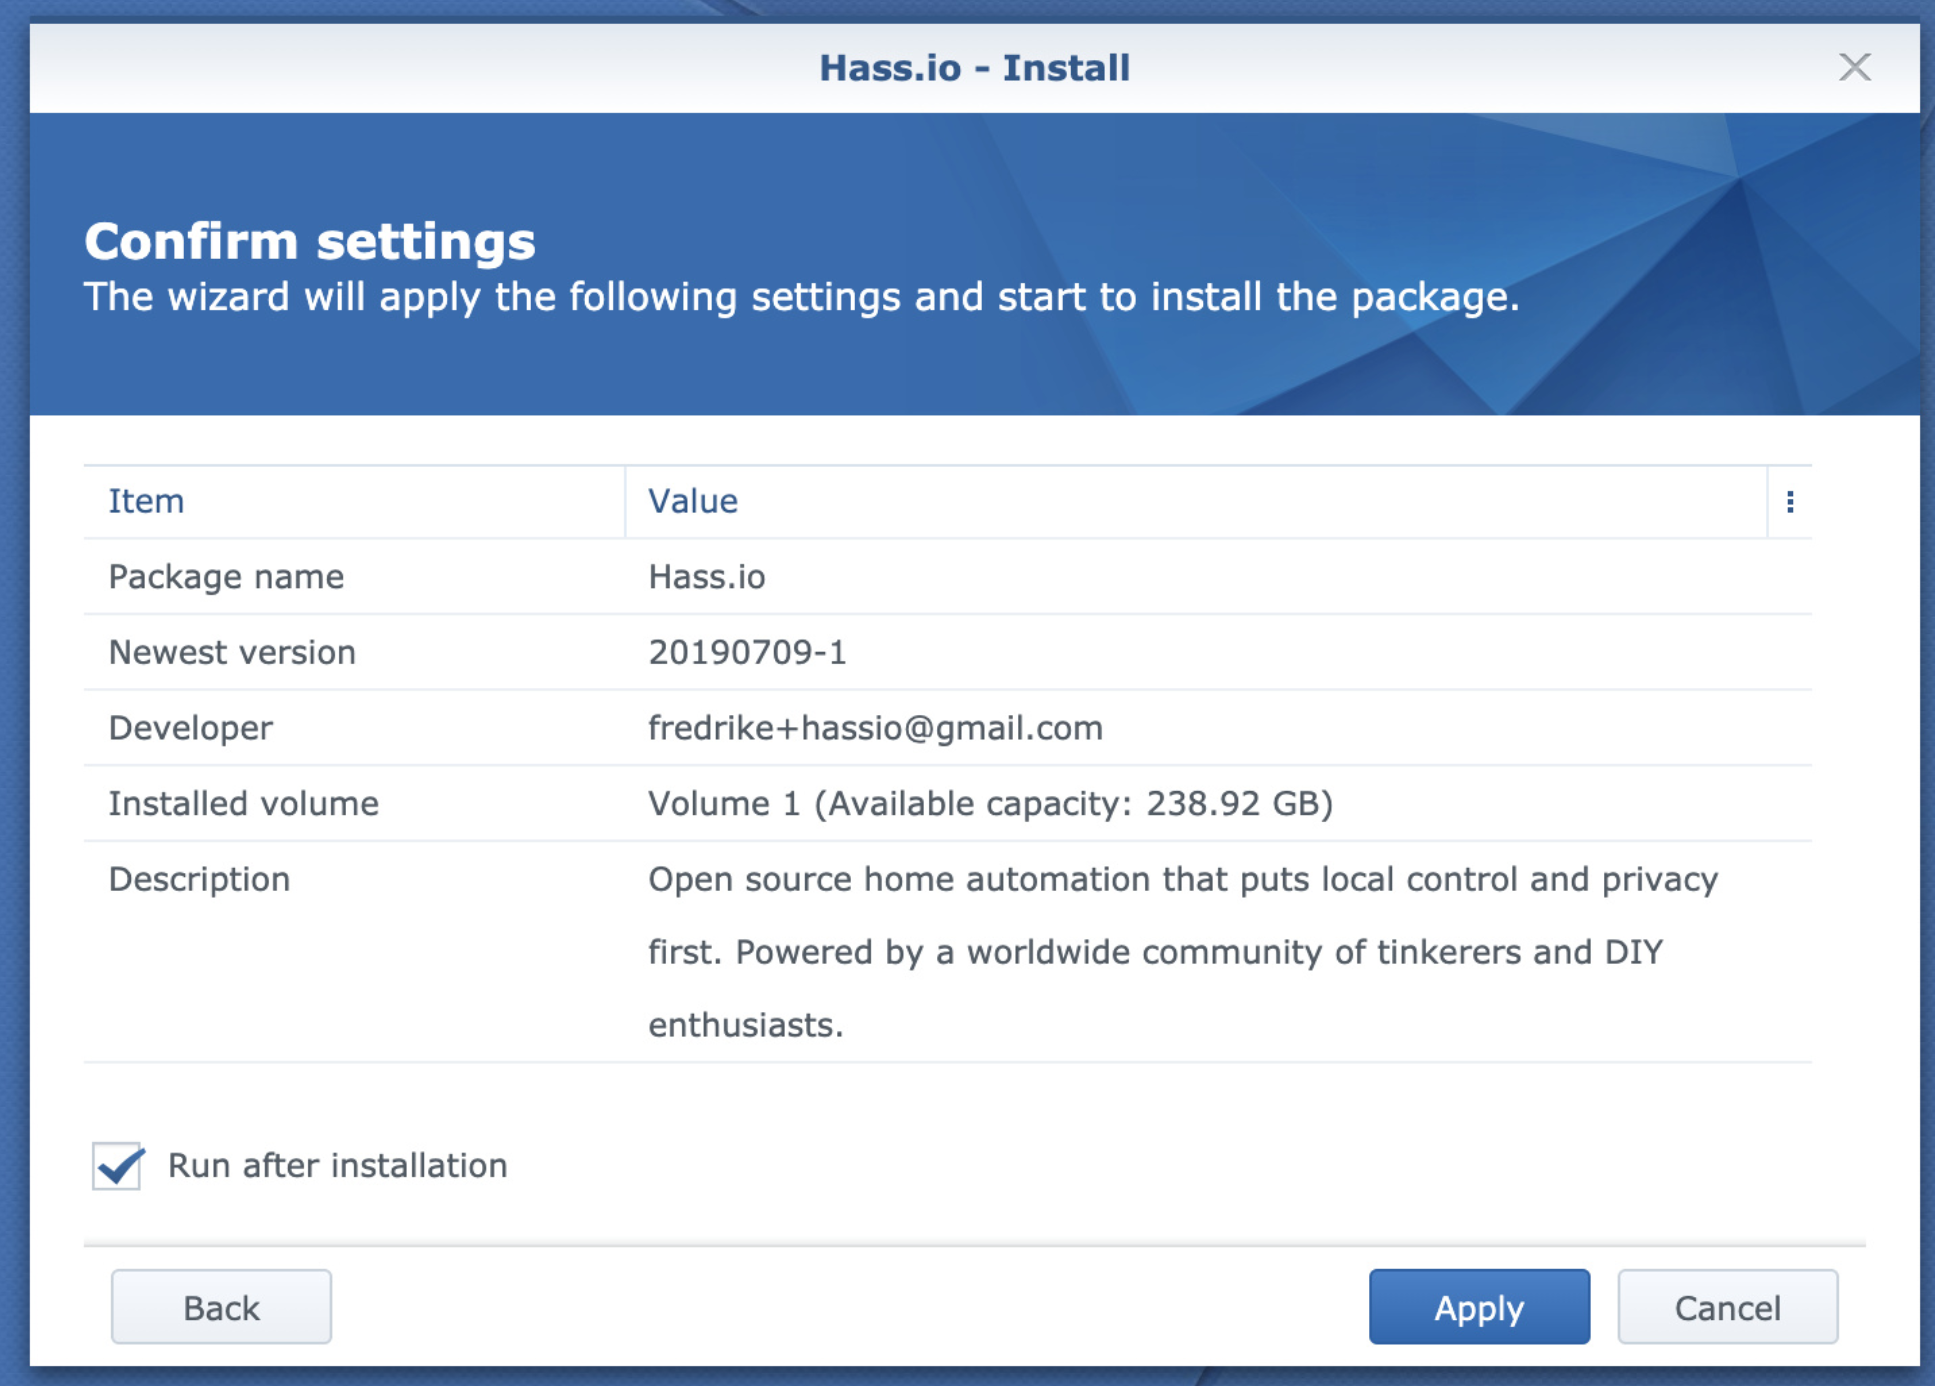 Hass.io - Install
Confirm settings
The wizard will apply the following settings and start to install the package.
Item Value
Package name Hass.io
Newest version 20190709-1
Developer fredrike+hassio@gmail.com
Installed volume Volume 1 (Available capacity: 238.92 GB)
Description Open source home automation that puts local control and privacy
first. Powered by a worldwide community of tinkerers and DIY
enthusiasts.
Run after installation
Back Apply Cancel